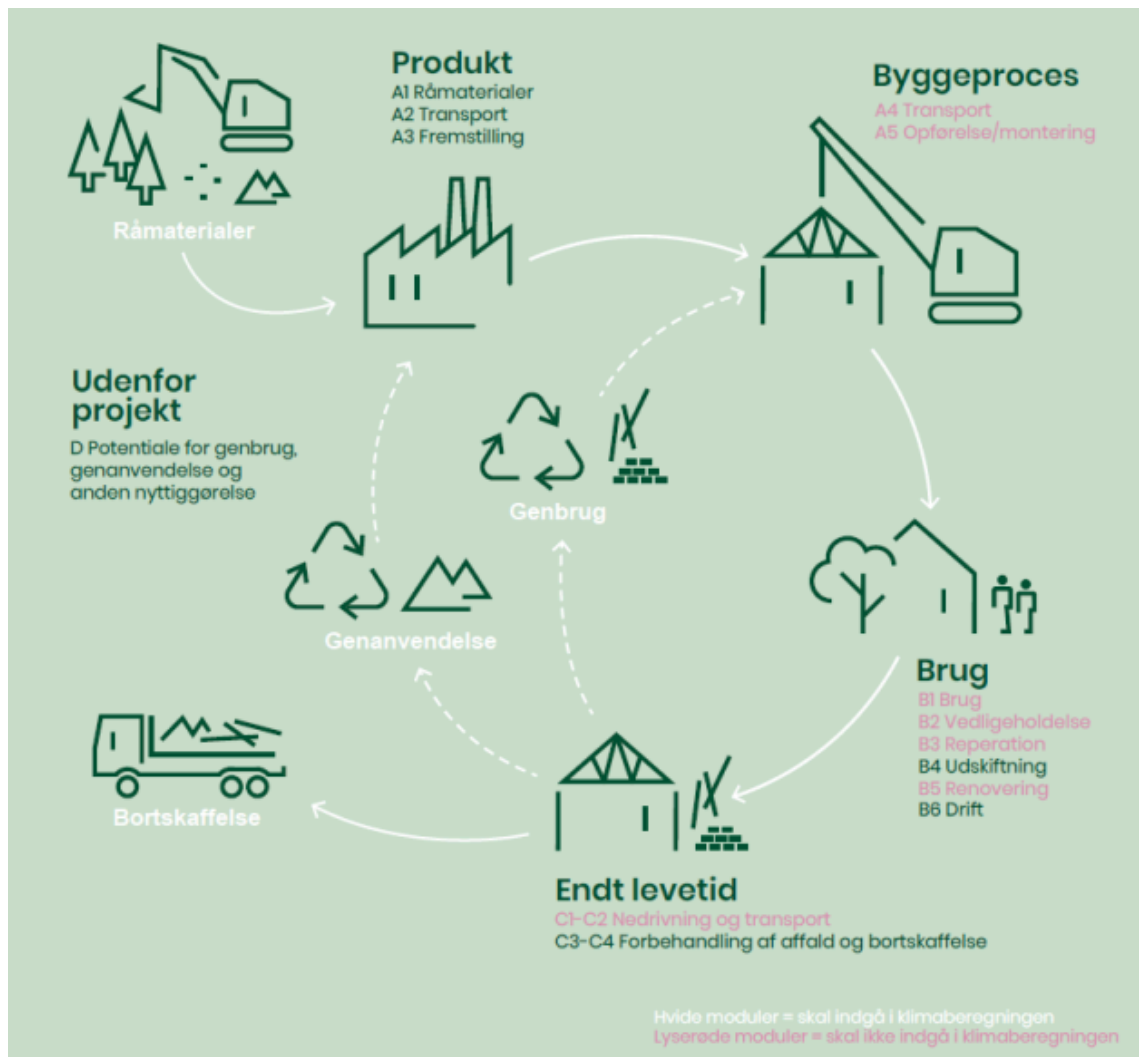 Produkt
A1 Råmaterialer
A2 Transport
A3 Fremstilling
Byggeproces
A4 Transport
A5 Opførelse/montering
Råmaterialer
Udenfor
projekt
D Potentiale for genbrug,
genanvendelse og
anden nyttiggørelse
Genbrug
Genanvendelse
Brug
B1 Brug
B2 Vedligeholdelse
B3 Reperation
B4 Udskiftning
B5 Renovering
B6 Drift
Bortskaffelse
Endt levetid
C1-C2 Nedrivning og transport
C3-C4 Forbehandling af affald og bortskaffelse
Hvide moduler = skal indgå i klimaberegningen
Lyserøde moduler = skal ikke indgå i klimaberegningen